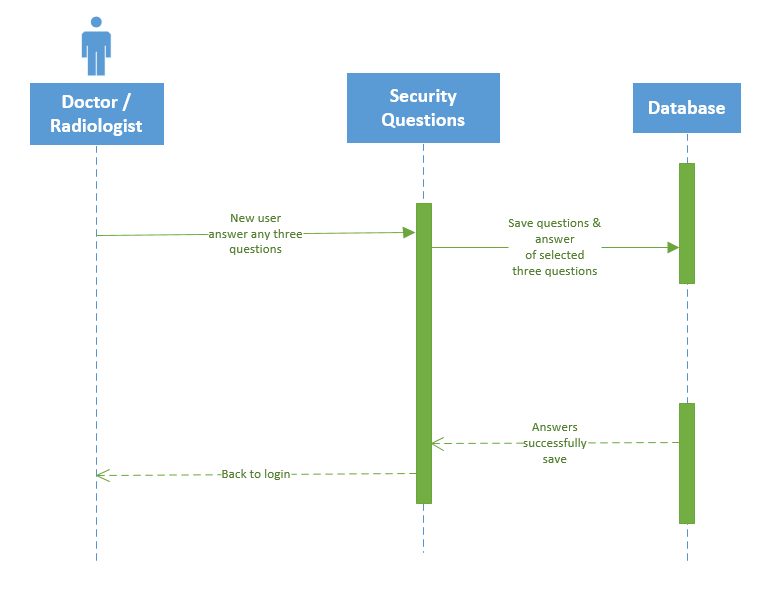 Doctor /
Radiologist
Security
Questions
Database
New user
answer any three
questions
Save questions &
answer
of selected
three questions
Answers
successfully
save
Back to login